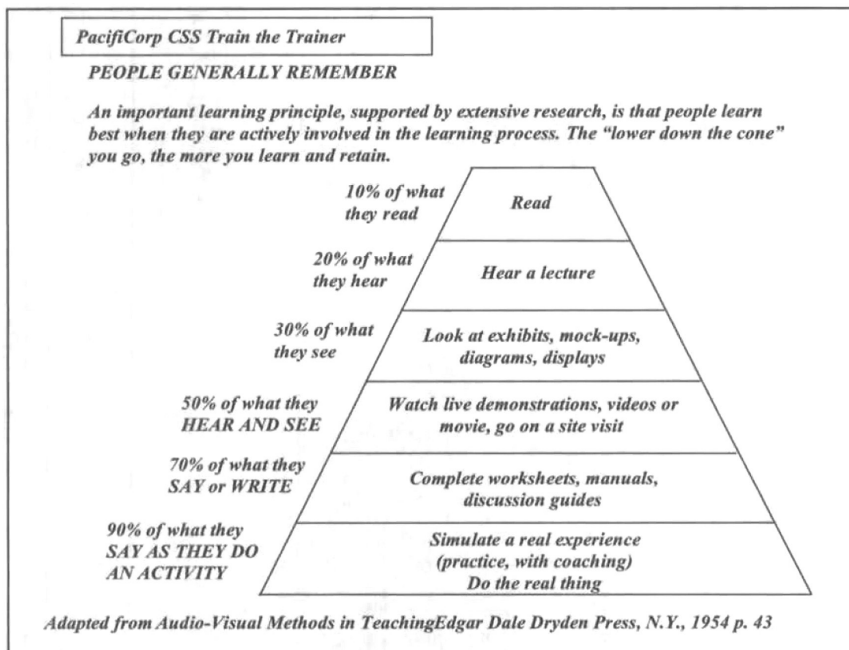 PacifiCorp CSS Train the Trainer
PEOPLE GENERALLY REMEMBER
An important learning principle, supported by extensive research, is that people learn
best when they are actively involved in the learning process. The “lower down the cone”
you go, the more you learn and retain.
10% of what
they read
Read
20% of what
they hear
Hear a lecture
30% of what
they see
Look at exhibits, mock-ups,
diagrams, displays
50% of what they
HEAR AND SEE
Watch live demonstrations, videos or
movie, go on a site visit
70% of what they
SAY or WRITE
Complete worksheets, manuals,
discussion guides
90% of what they
SAY AS THEY DO
AN ACTIVITY
Simulate a real experience
(practice, with coaching)
Do the real thing
Adapted from Audio-Visual Methods in TeachingEdgar Dale Dryden Press, N.Y., 1954 p. 43